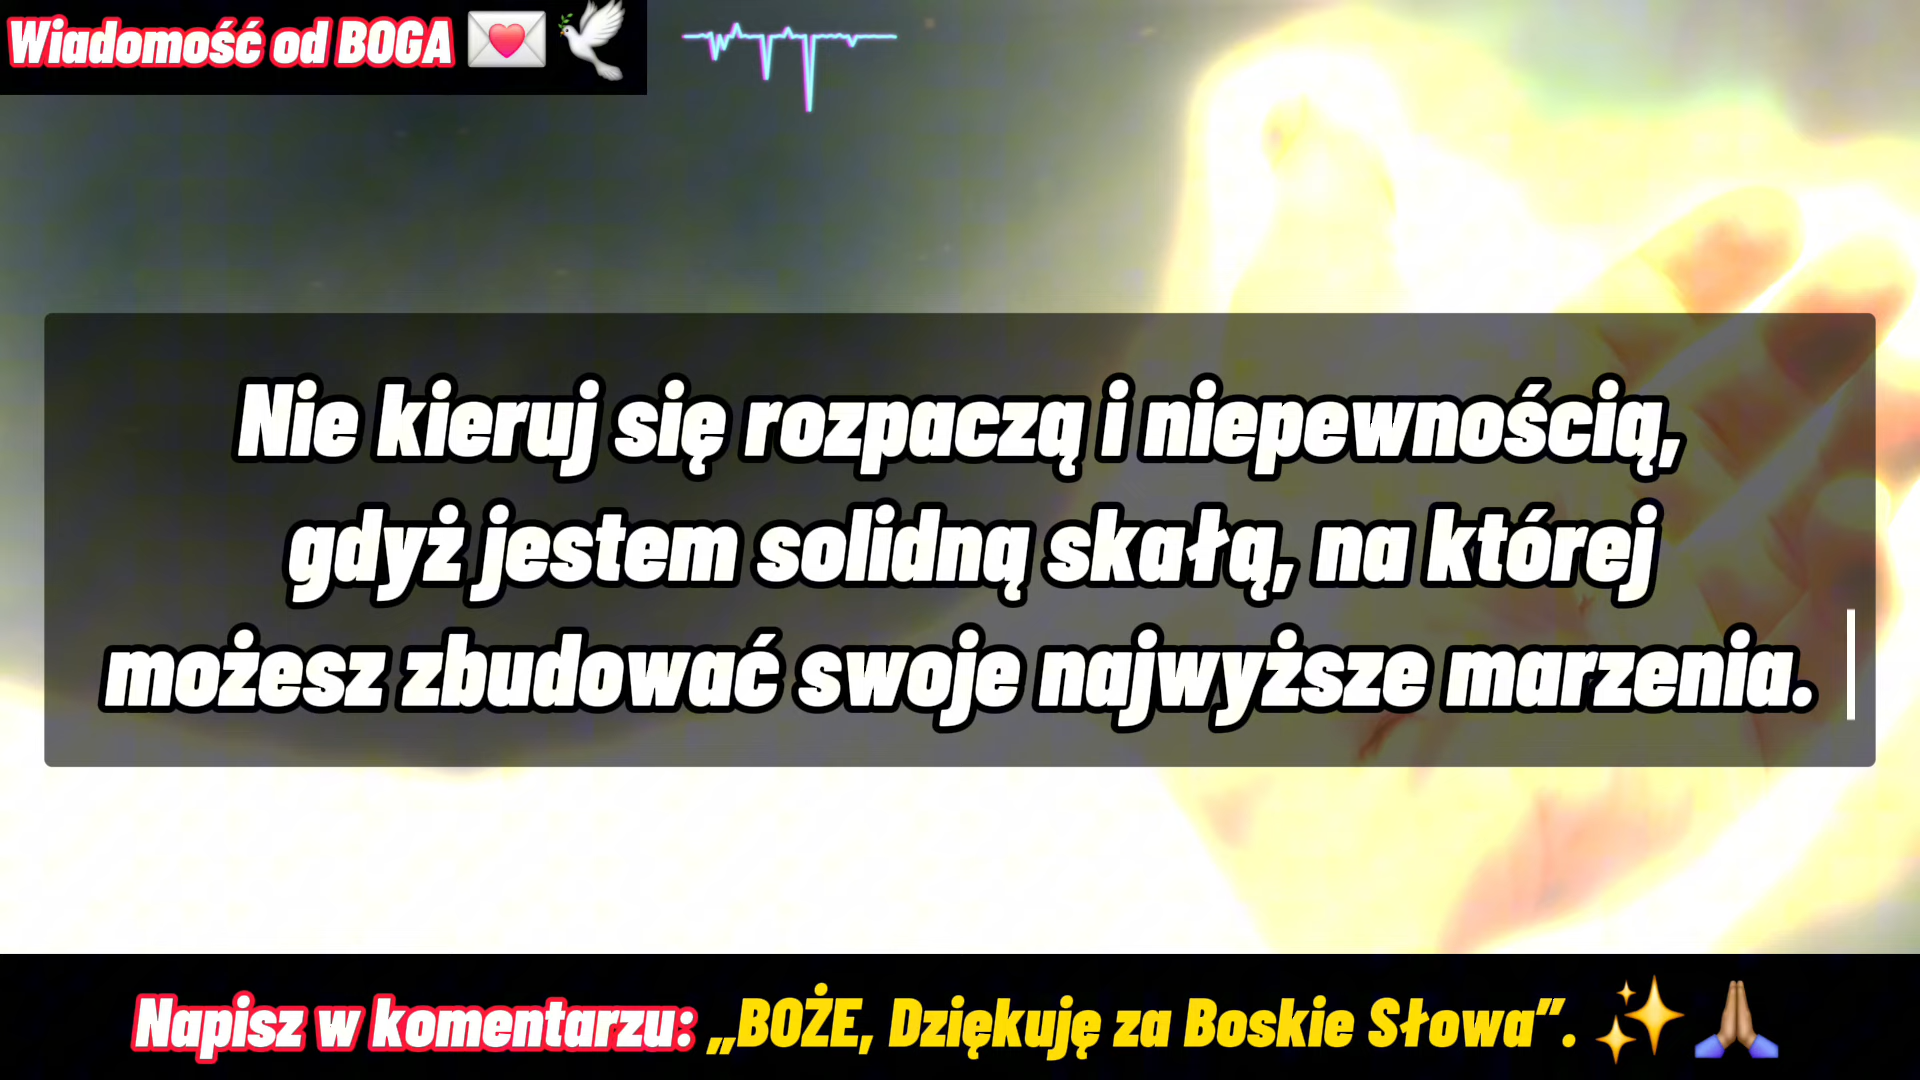 Wiadomość od BOGA 💌🕊️
Nie kieruj się rozpaczą i niepewnością,
gdyż jestem solidną skałą, na której
możesz zbudować swoje najwyższe marzenia.
Napisz w komentarzu: „BOŻE, Dziękuję za Boskie Słowa”. ✨🙏🏽